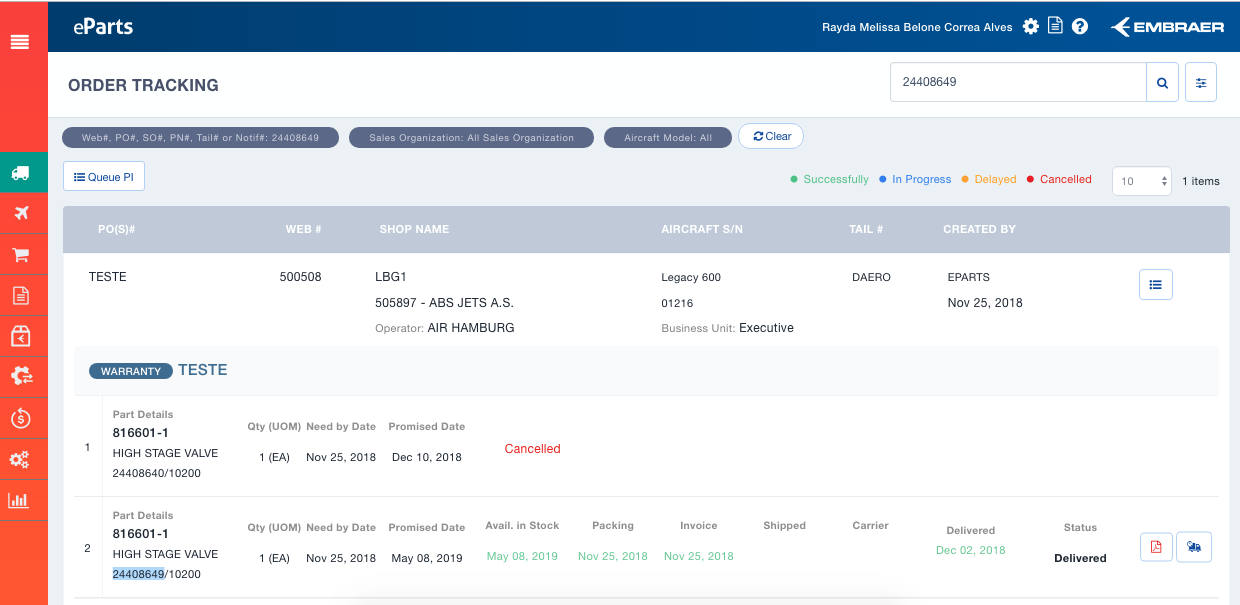 eParts
Rayda Melissa Belone Correa Alves
EMBRAER
ORDER TRACKING
24408649
Web#, PO#, SO#, PN#, Tail# or Notif#: 24408649
Sales Organization: All Sales Organization
Aircraft Model: All
Clear
Queue PI
Successfully
In Progress
Delayed
Cancelled
10
1 items
PO(S)# WEB # SHOP NAME AIRCRAFT S/N TAIL # CREATED BY
TESTE 500508 LBG1 Legacy 600 DAERO EPARTS
505897 - ABS JETS A.S. 01216 Nov 25, 2018
Operator: AIR HAMBURG Business Unit: Executive
WARRANTY TESTE
Part Details
Qty (UOM) Need by Date Promised Date
816601-1
1
Cancelled
HIGH STAGE VALVE
1 (EA) Nov 25, 2018 Dec 10, 2018
24408640/10200
Part Details
Qty (UOM) Need by Date Promised Date Avail. in Stock Packing Invoice Shipped Carrier Delivered Status
816601-1
2
HIGH STAGE VALVE
1 (EA) Nov 25, 2018 May 08, 2019 May 08, 2019 Nov 25, 2018 Nov 25, 2018 Dec 02, 2018 Delivered
24408649/10200